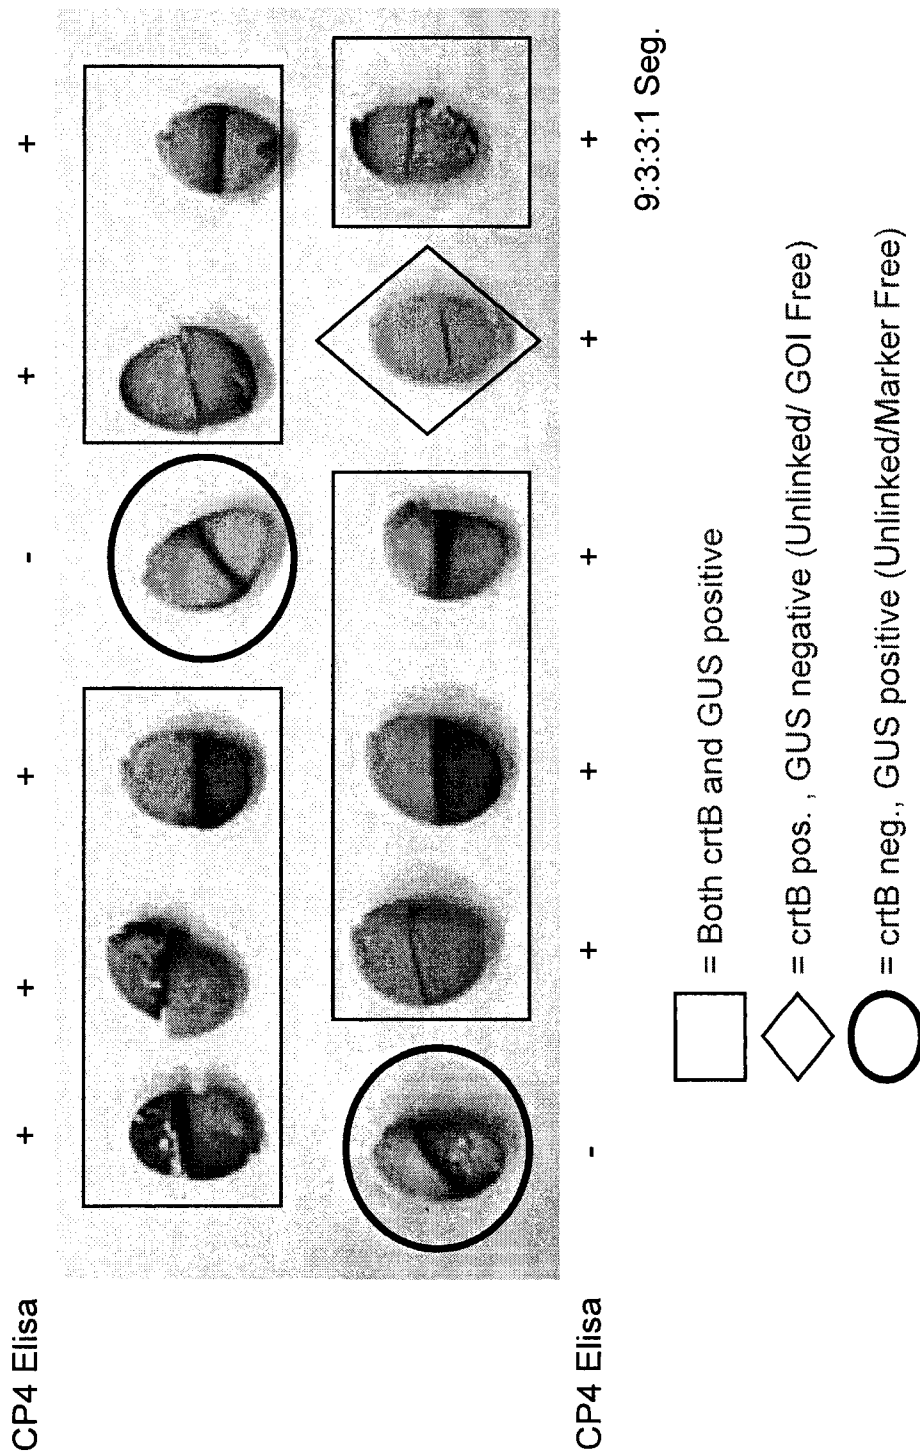 CP4 Elisa + + + - + +
CP4 Elisa - + + + + +
9:3:3:1 Seg.
= Both crtB and GUS positive
= crtB pos. , GUS negative (Unlinked/ GOI Free)
= crtB neg., GUS positive (Unlinked/Marker Free)